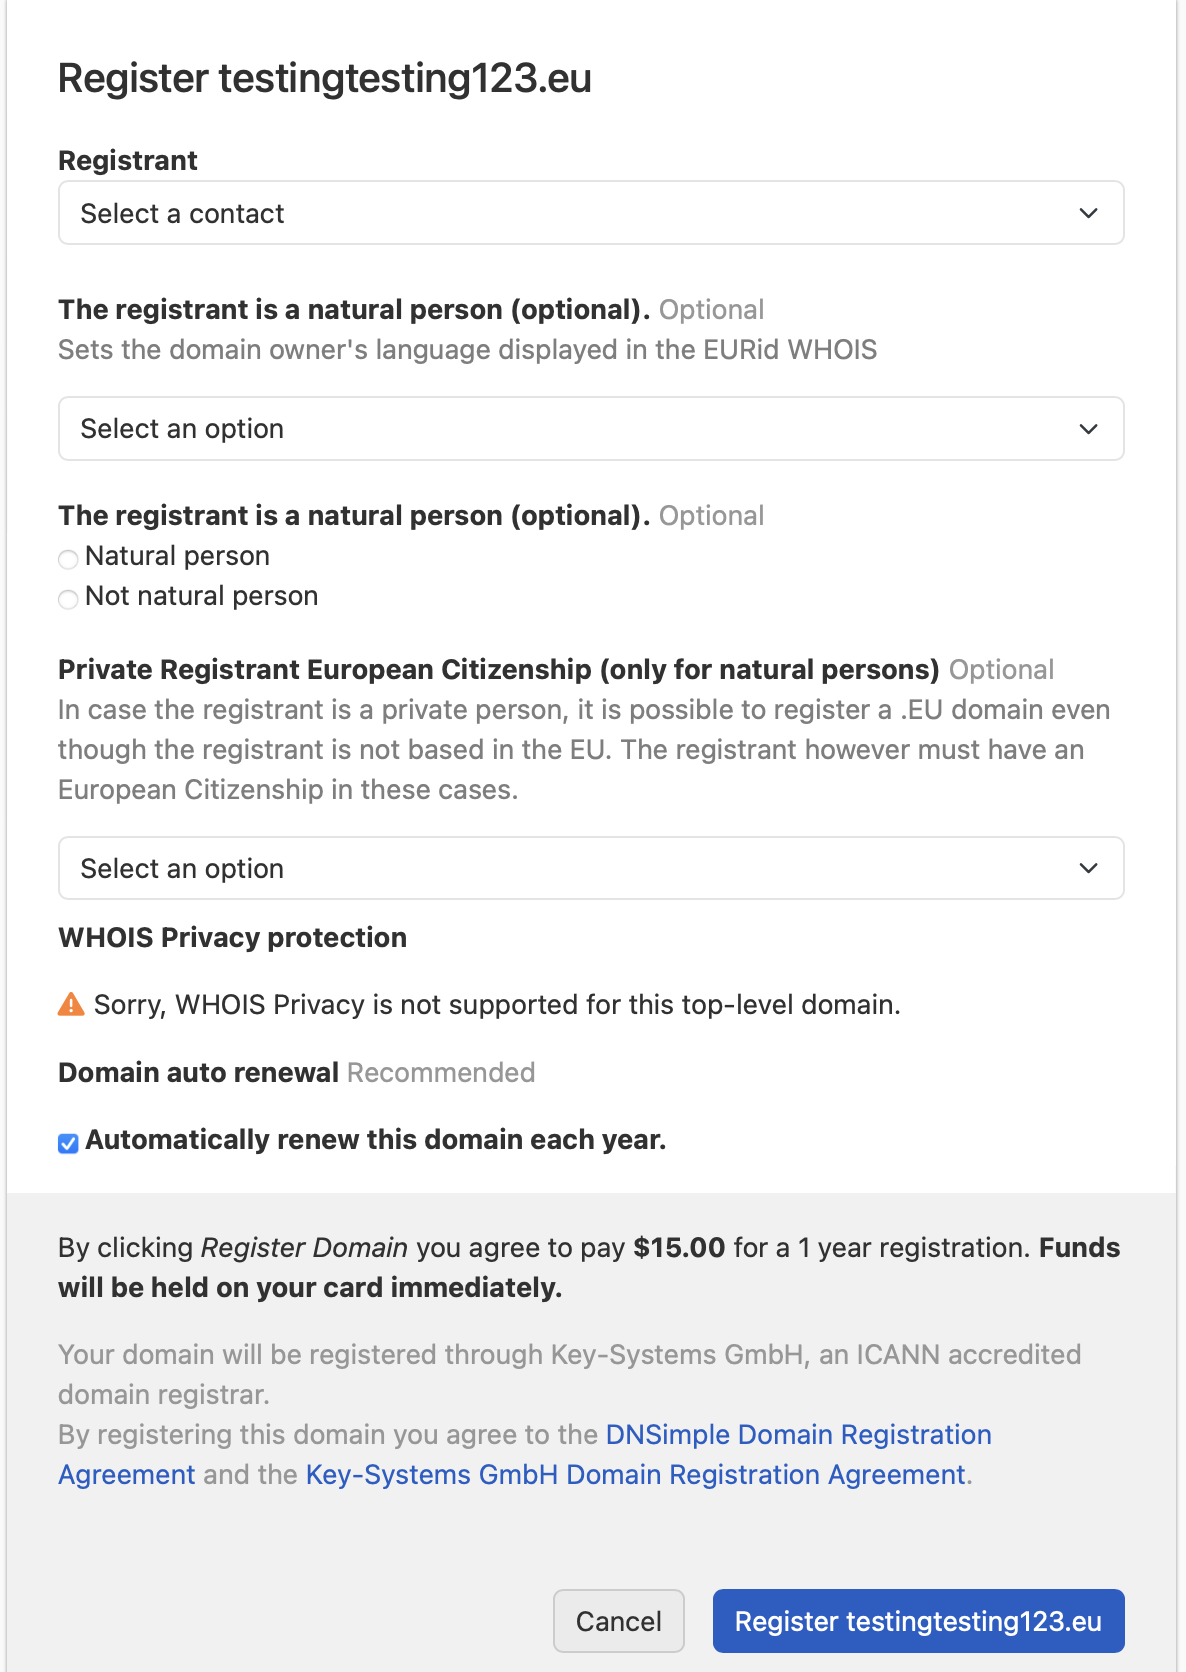 Register testingtesting123.eu
Registrant
Select a contact
The registrant is a natural person (optional). Optional
Sets the domain owner's language displayed in the EURid WHOIS
Select an option
The registrant is a natural person (optional). Optional
Natural person
Not natural person
Private Registrant European Citizenship (only for natural persons) Optional
In case the registrant is a private person, it is possible to register a .EU domain even
though the registrant is not based in the EU. The registrant however must have an
European Citizenship in these cases.
Select an option
WHOIS Privacy protection
Sorry, WHOIS Privacy is not supported for this top-level domain.
Domain auto renewal Recommended
Automatically renew this domain each year.
By clicking Register Domain you agree to pay $15.00 for a 1 year registration. Funds
will be held on your card immediately.
Your domain will be registered through Key-Systems GmbH, an ICANN accredited
domain registrar.
By registering this domain you agree to the DNSimple Domain Registration
Agreement and the Key-Systems GmbH Domain Registration Agreement.
Cancel
Register testingtesting123.eu